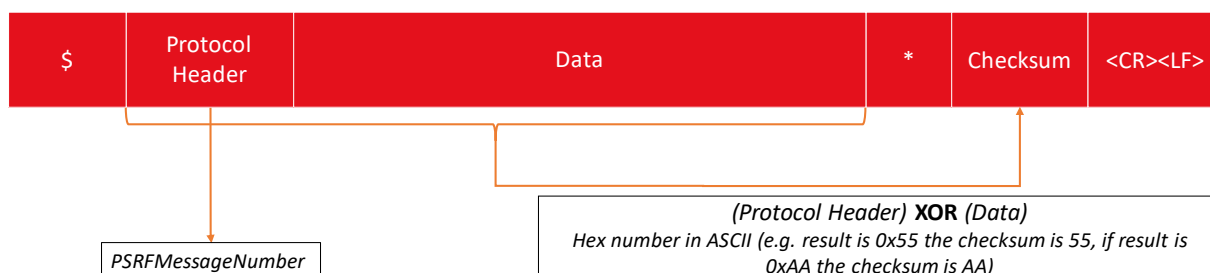 $
Protocol
Header
Data
*
Checksum
<CR><LF>
(Protocol Header) XOR (Data)
Hex number in ASCII (e.g. result is 0x55 the checksum is 55, if result is
0xAA the checksum is AA)
PSRFMessageNumber